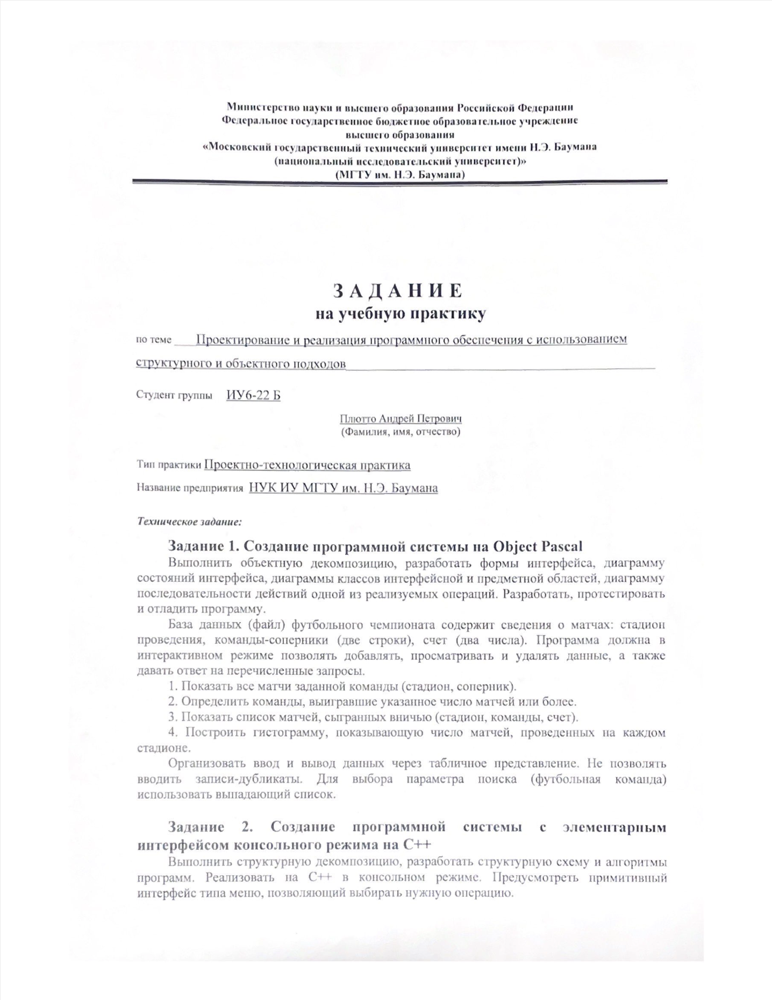 Министерство науки и высшего образования Российской Федерации
Федеральное государственное бюджетное образовательное учреждение
высшего образования
«Московский государственный технический университет имени Н.Э. Баумана
(национальный исследовательский университет)»
(МГТУ им. Н.Э. Баумана)
З А Д А Н И Е
на учебную практику
по теме ____Проектирование и реализация программного обеспечения с использованием
структурного и объектного подходов
Студент группы ИУ6-22 Б
Плютто Андрей Петрович
(Фамилия, имя, отчество)
Тип практики Проектно-технологическая практика
Название предприятия НУК ИУ МГТУ им. Н.Э. Баумана
Техническое задание:
Задание 1. Создание программной системы на Object Pascal
Выполнить объектную декомпозицию, разработать формы интерфейса, диаграмму
состояний интерфейса, диаграммы классов интерфейсной и предметной областей, диаграмму
последовательности действий одной из реализуемых операций. Разработать, протестировать
и отладить программу.
База данных (файл) футбольного чемпионата содержит сведения о матчах: стадион
проведения, команды-соперники (две строки), счет (два числа). Программа должна в
интерактивном режиме позволять добавлять, просматривать и удалять данные, а также
давать ответ на перечисленные запросы.
1. Показать все матчи заданной команды (стадион, соперник).
2. Определить команды, выигравшие указанное число матчей или более.
3. Показать список матчей, сыгранных вничью (стадион, команды, счет).
4. Построить гистограмму, показывающую число матчей, проведенных на каждом
стадионе.
Организовать ввод и вывод данных через табличное представление. Не позволять
вводить записи-дубликаты. Для выбора параметра поиска (футбольная команда)
использовать выпадающий список.
Задание 2. Создание программной системы с элементарным
интерфейсом консольного режима на С++
Выполнить структурную декомпозицию, разработать структурную схему и алгоритмы
программ. Реализовать на С++ в консольном режиме. Предусмотреть примитивный
интерфейс типа меню, позволяющий выбирать нужную операцию.